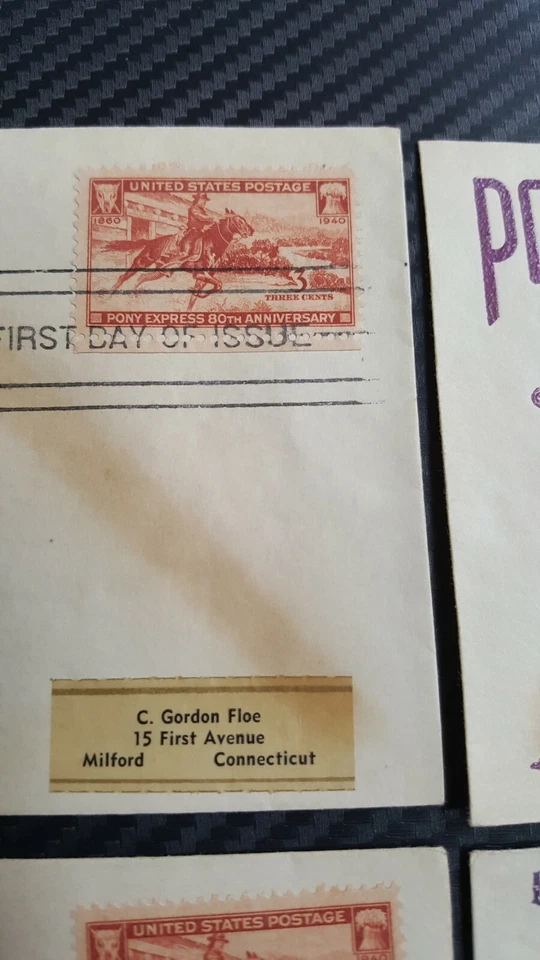 UNITED STATES POSTAGE
1860 1940
3
THREE CENTS
PONY EXPRESS 80TH ANNIVERSARY
FIRST DAY OF ISSUE
C. Gordon Floe
15 First Avenue
Milford Connecticut
PO
UNITED STATES POSTAGE